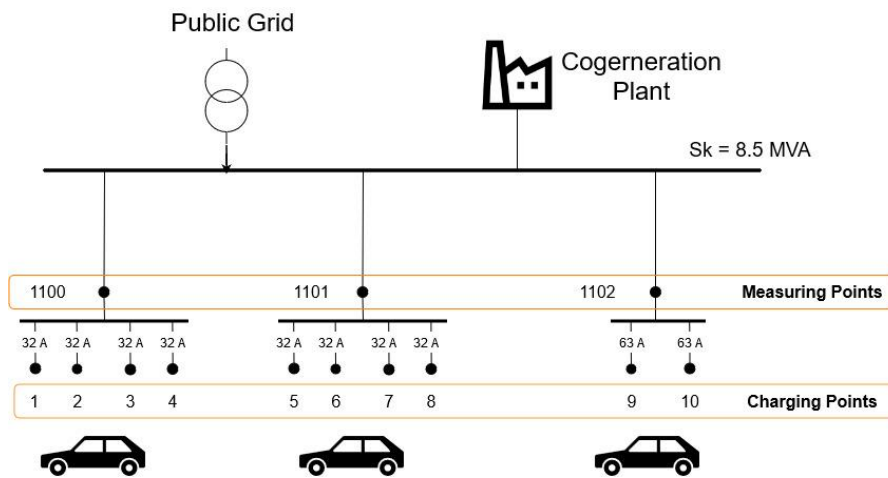 Public Grid
Cogerneration
Plant
Sk = 8.5 MVA
1100 1101 1102 Measuring Points
32 A 32 A 32 A 32 A 32 A 32 A 32 A 32 A 63 A 63 A
1 2 3 4 5 6 7 8 9 10 Charging Points